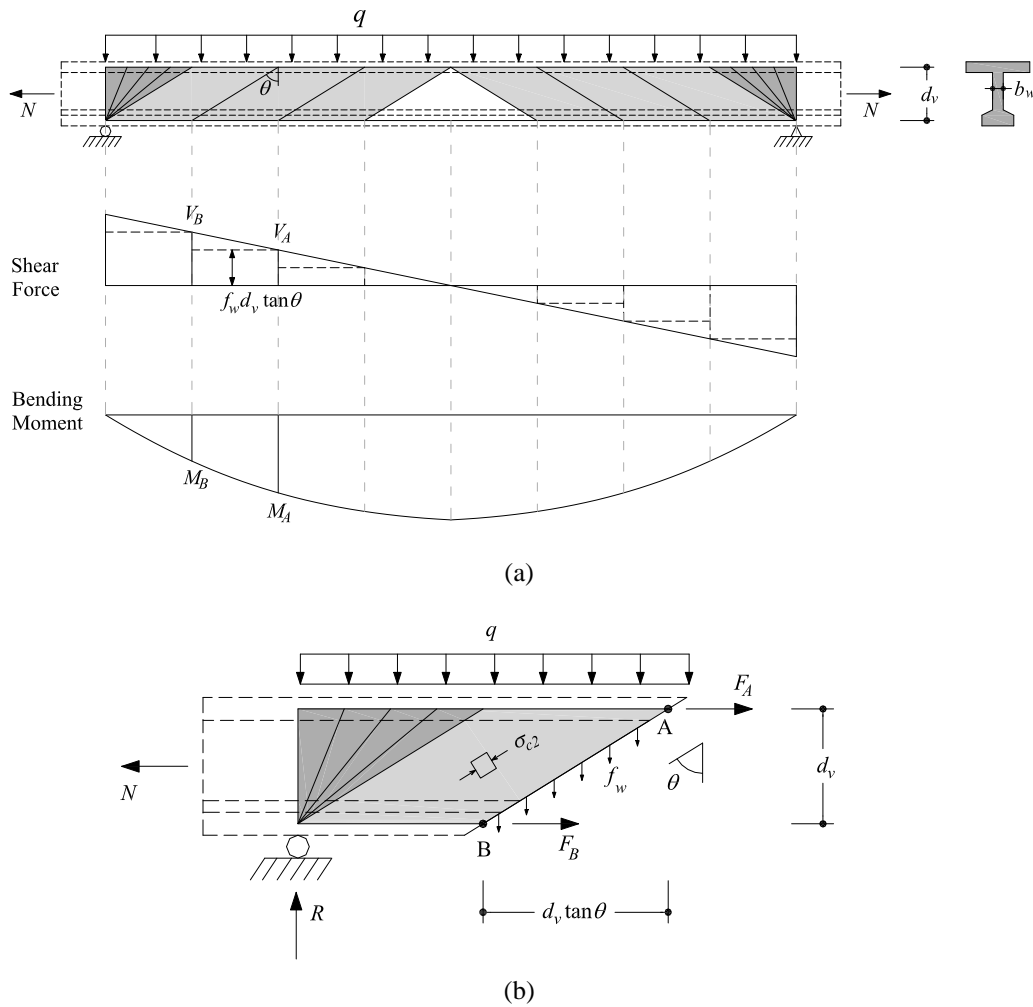 q
θ
N
N
d_v
b_w
V_B
V_A
Shear
Force
f_w d_v tanθ
Bending
Moment
M_B
M_A
(a)
q
F_A
A
σ_c2
f_w
θ
d_v
N
B
F_B
d_v tanθ
R
(b)